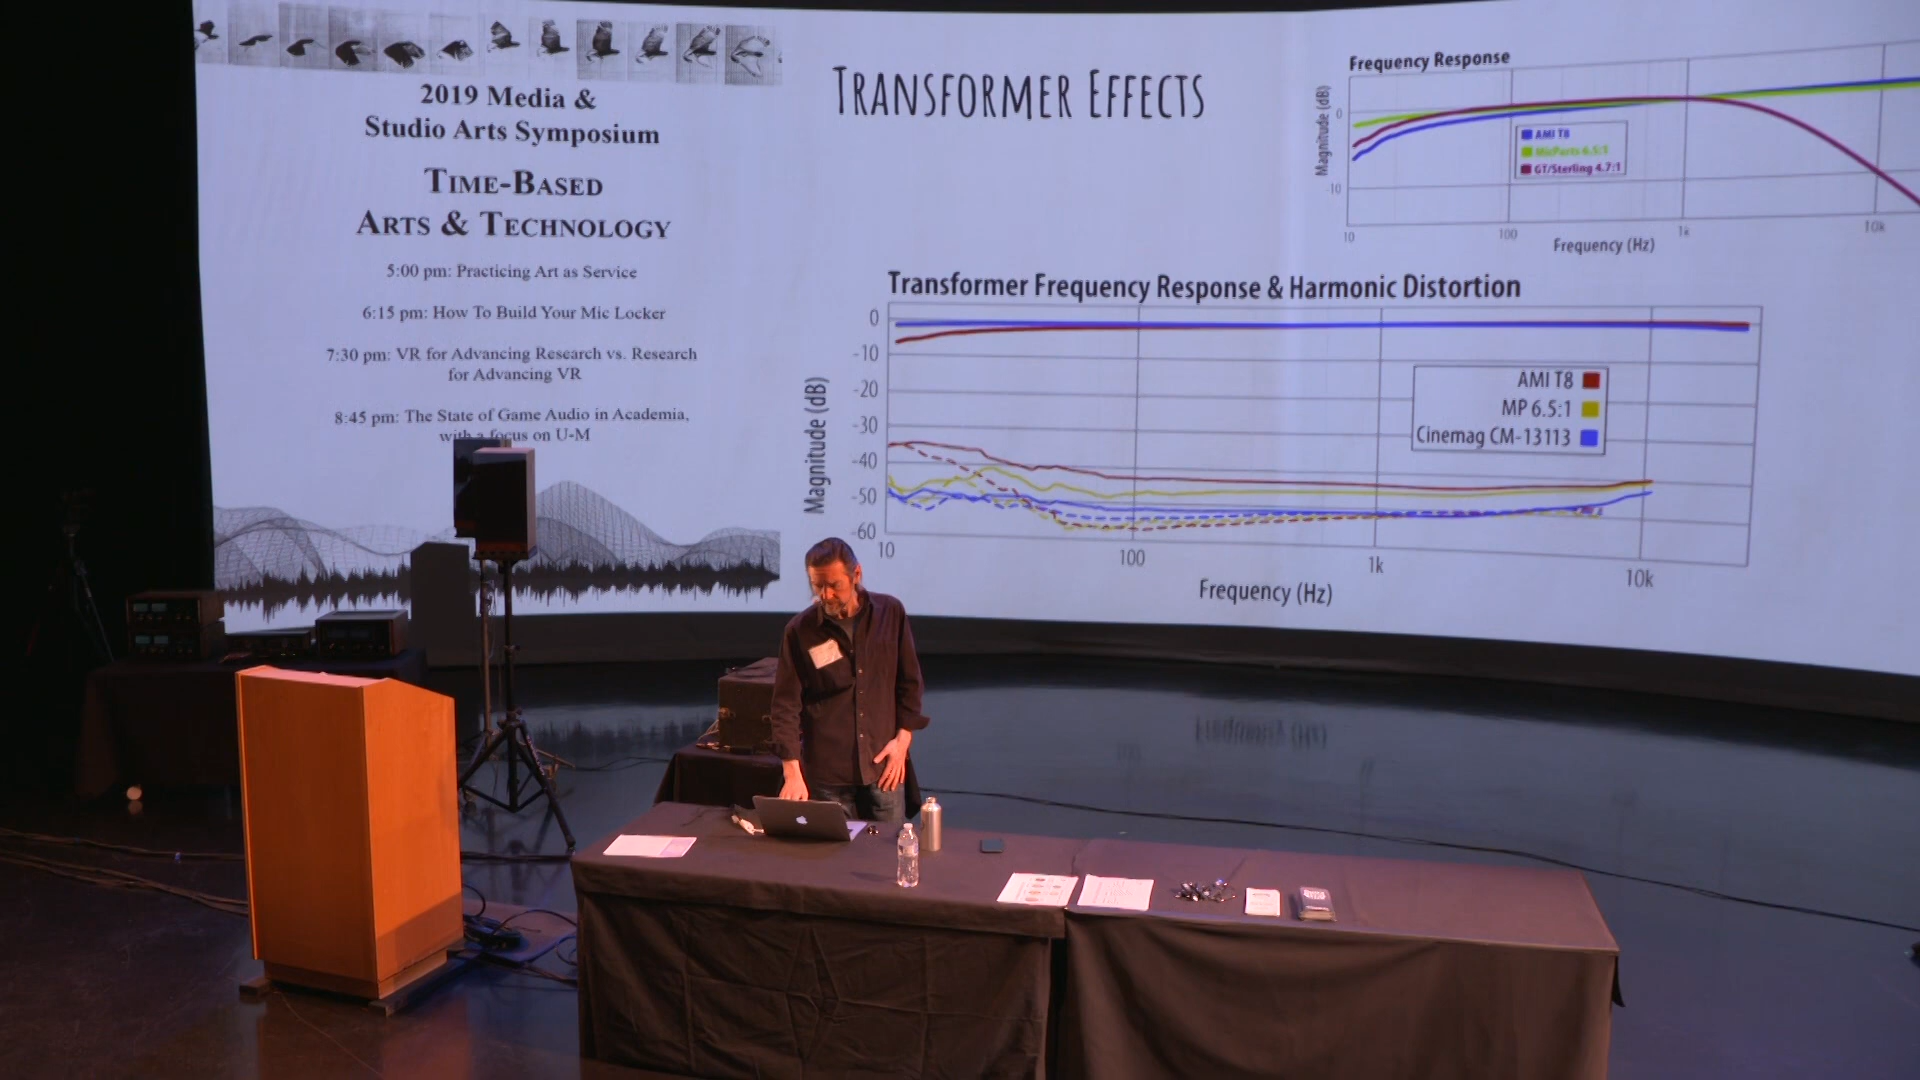 2019 Media &
Studio Arts Symposium
TIME-BASED
ARTS & TECHNOLOGY
5:00 pm: Practicing Art as Service
6:15 pm: How To Build Your Mic Locker
7:30 pm: VR for Advancing Research vs. Research
for Advancing VR
8:45 pm: The State of Game Audio in Academia,
with a focus on U-M
TRANSFORMER EFFECTS
Frequency Response
Magnitude (dB)
0
-10
AMI T8
MicParts 6.5:1
GT/Sterling 4.7:1
10
100
1k
10k
Frequency (Hz)
Transformer Frequency Response & Harmonic Distortion
Magnitude (dB)
0
-10
-20
-30
-40
-50
-60
AMI T8
MP 6.5:1
Cinemag CM-13113
10
100
1k
10k
Frequency (Hz)